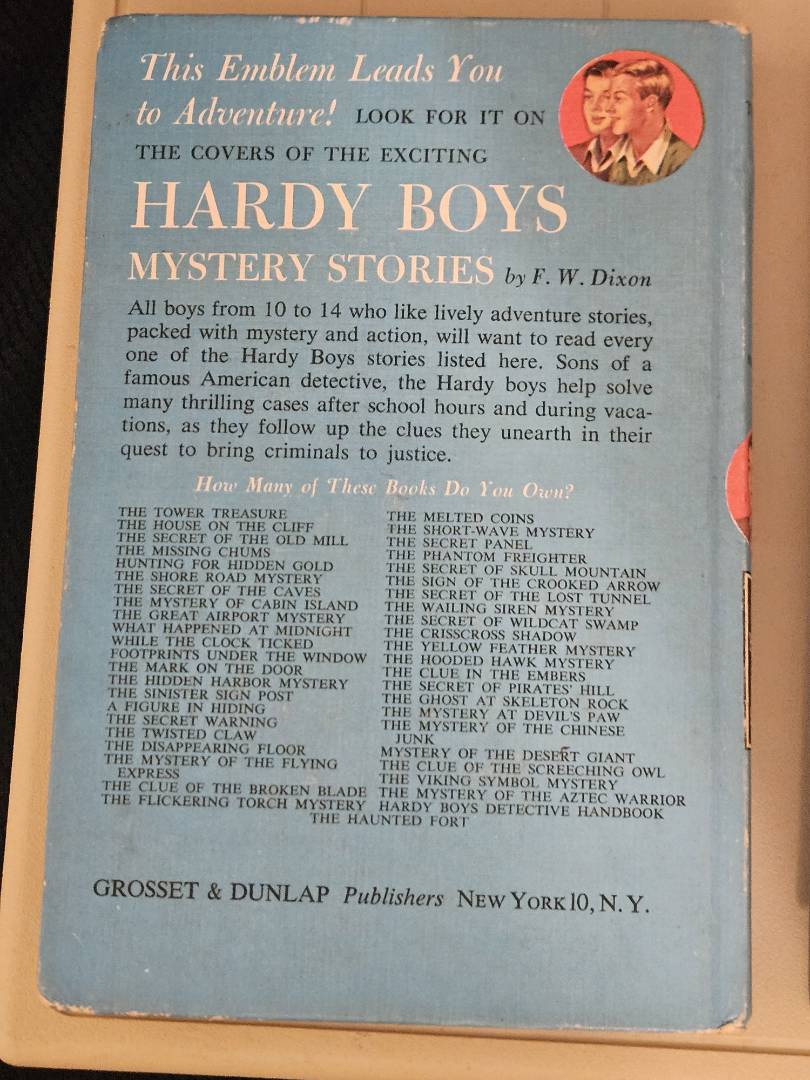 This Emblem Leads You
to Adventure! LOOK FOR IT ON
THE COVERS OF THE EXCITING
HARDY BOYS
MYSTERY STORIES by F. W. Dixon
All boys from 10 to 14 who like lively adventure stories,
packed with mystery and action, will want to read every
one of the Hardy Boys stories listed here. Sons of a
famous American detective, the Hardy boys help solve
many thrilling cases after school hours and during vaca-
tions, as they follow up the clues they unearth in their
quest to bring criminals to justice.
How Many of These Books Do You Own?
THE TOWER TREASURE
THE HOUSE ON THE CLIFF
THE SECRET OF THE OLD MILL
THE MISSING CHUMS
HUNTING FOR HIDDEN GOLD
THE SHORE ROAD MYSTERY
THE SECRET OF THE CAVES
THE MYSTERY OF CABIN ISLAND
THE GREAT AIRPORT MYSTERY
WHAT HAPPENED AT MIDNIGHT
WHILE THE CLOCK TICKED
FOOTPRINTS UNDER THE WINDOW
THE MARK ON THE DOOR
THE HIDDEN HARBOR MYSTERY
THE SINISTER SIGN POST
A FIGURE IN HIDING
THE SECRET WARNING
THE TWISTED CLAW
THE DISAPPEARING FLOOR
THE MYSTERY OF THE FLYING
EXPRESS
THE CLUE OF THE BROKEN BLADE
THE FLICKERING TORCH MYSTERY
THE MELTED COINS
THE SHORT-WAVE MYSTERY
THE SECRET PANEL
THE PHANTOM FREIGHTER
THE SECRET OF SKULL MOUNTAIN
THE SIGN OF THE CROOKED ARROW
THE SECRET OF THE LOST TUNNEL
THE WAILING SIREN MYSTERY
THE SECRET OF WILDCAT SWAMP
THE CRISSCROSS SHADOW
THE YELLOW FEATHER MYSTERY
THE HOODED HAWK MYSTERY
THE CLUE IN THE EMBERS
THE SECRET OF PIRATES' HILL
THE GHOST AT SKELETON ROCK
THE MYSTERY AT DEVIL'S PAW
THE MYSTERY OF THE CHINESE
JUNK
MYSTERY OF THE DESERT GIANT
THE CLUE OF THE SCREECHING OWL
THE VIKING SYMBOL MYSTERY
THE MYSTERY OF THE AZTEC WARRIOR
HARDY BOYS DETECTIVE HANDBOOK
THE HAUNTED FORT
GROSSET & DUNLAP Publishers NEW YORK 10, N. Y.